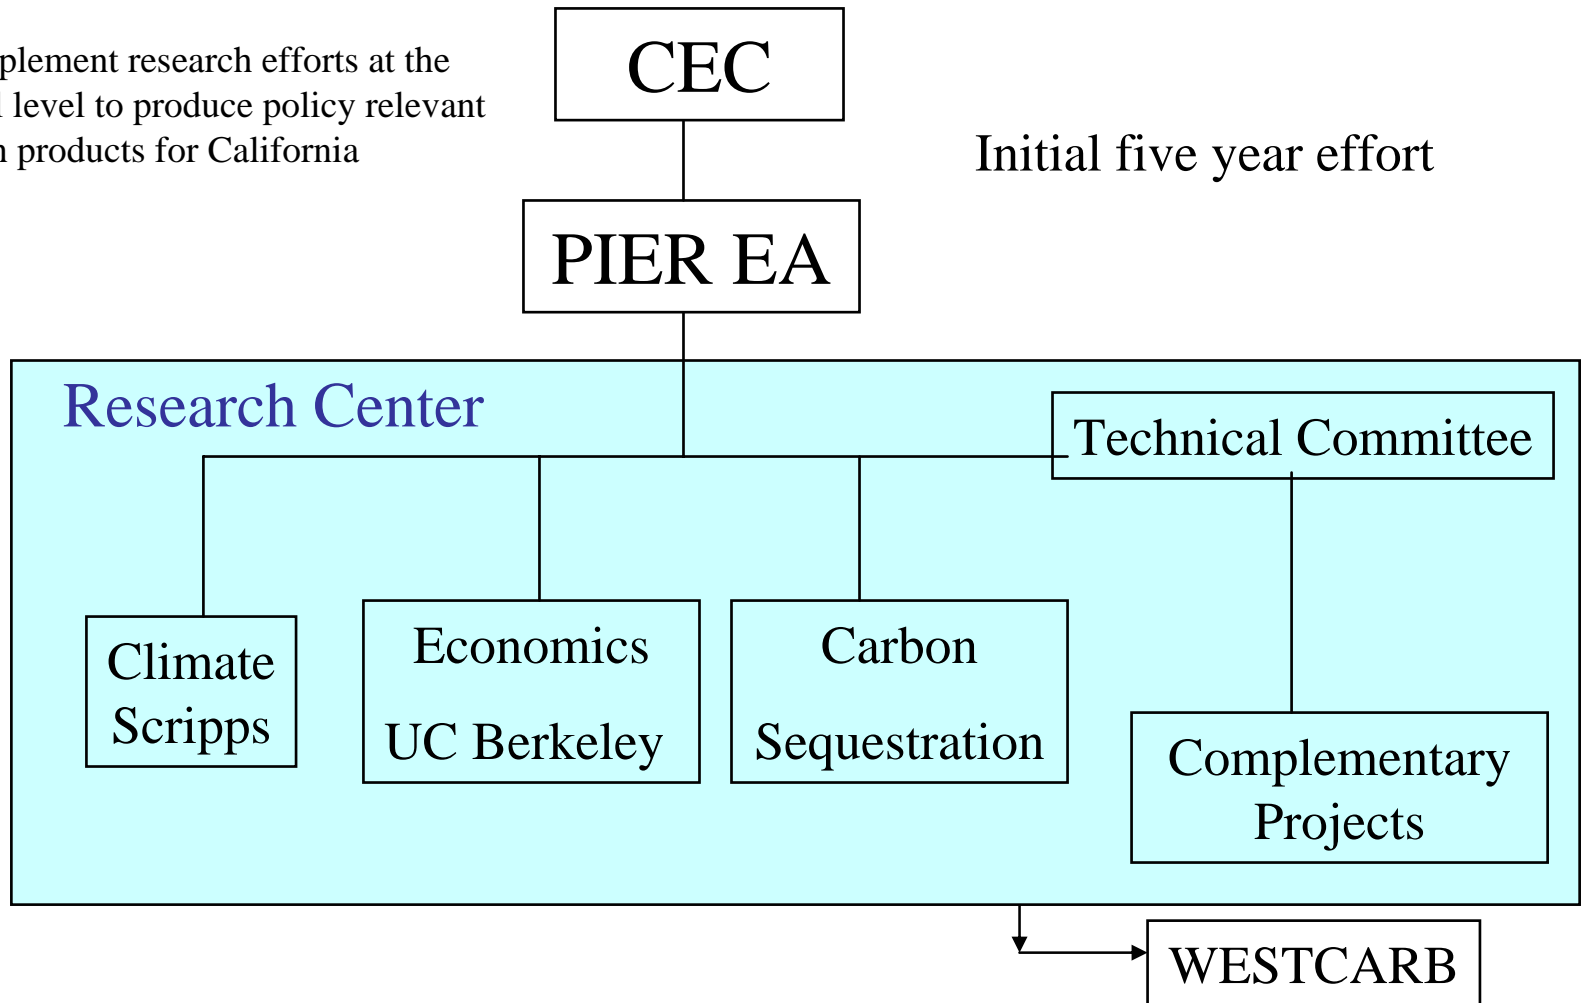 plement research efforts at the
level to produce policy relevant
products for California
CEC
Initial five year effort
PIER EA
Research Center
Technical Committee
Climate
Scripps
Economics
UC Berkeley
Carbon
Sequestration
Complementary
Projects
WESTCARB